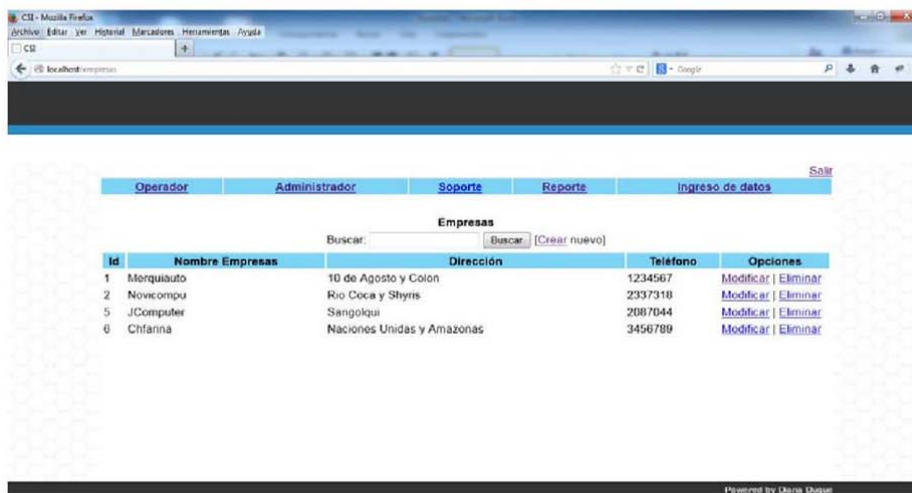 CSI - Mozilla Firefox
Archivo Editar Ver Historial Marcadores Herramientas Ayuda
CSI
localhost/empresas
Google
Salir
Operador Administrador Soporte Reporte Ingreso de datos
Empresas
Buscar: Buscar [Crear nuevo]
Id Nombre Empresas Dirección Teléfono Opciones
1 Merquiauto 10 de Agosto y Colon 1234567 Modificar | Eliminar
2 Novicompu Rio Coca y Shyris 2337318 Modificar | Eliminar
5 JComputer Sangolqui 2087044 Modificar | Eliminar
6 Chfarina Naciones Unidas y Amazonas 3456789 Modificar | Eliminar
Powered by Diana Duque